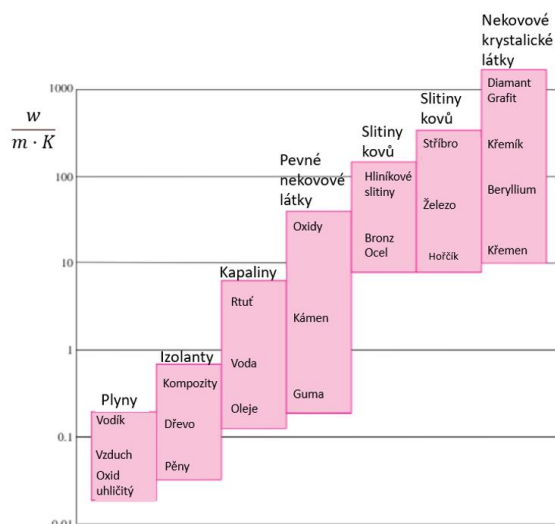 Nekovové
krystalické
látky
Slitiny
kovů
Slitiny
kovů
Pevné
nekovové
látky
Kapaliny
Izolanty
Plyny
w
m · K
1000
100
10
1
0.1
0.01
Diamant
Grafit
Křemík
Beryllium
Křemen
Stříbro
Železo
Hořčík
Hliníkové
slitiny
Bronz
Ocel
Oxidy
Kámen
Guma
Rtuť
Voda
Oleje
Kompozity
Dřevo
Pěny
Vodík
Vzduch
Oxid
uhličitý